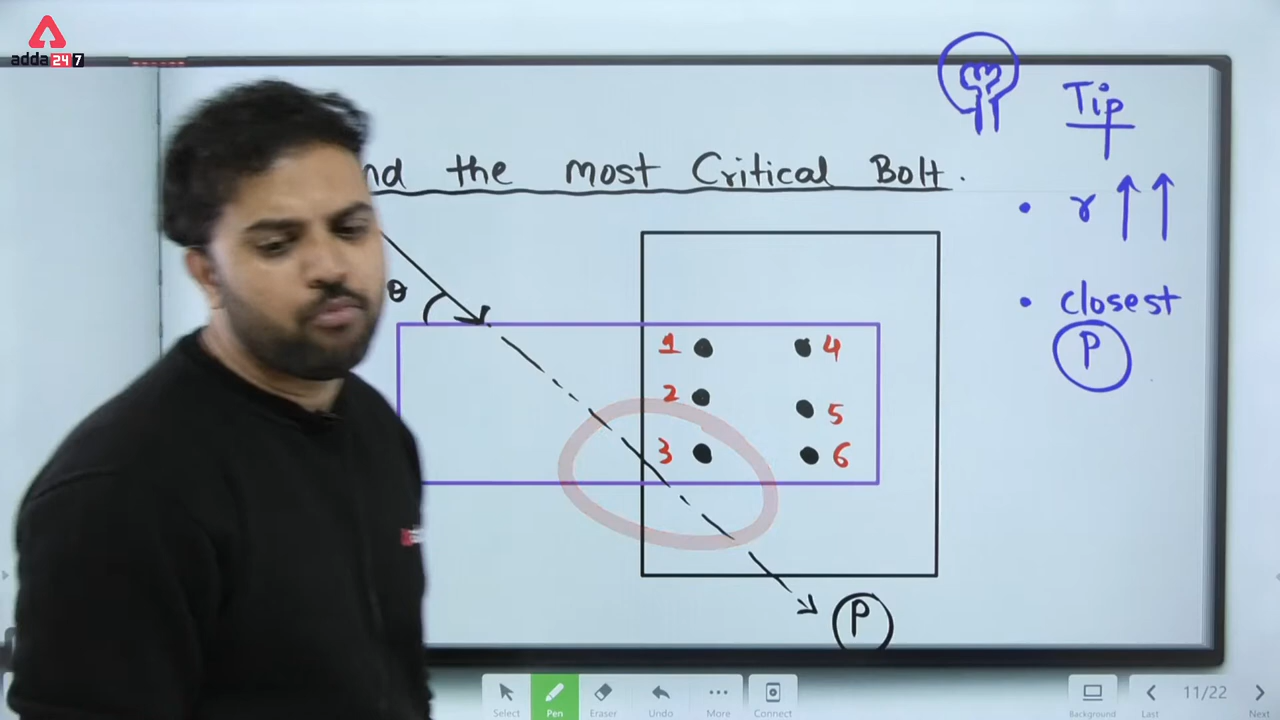 adda 247
nd the most Critical Bolt.
Tip
• r ↑ ↑
• closest
P
θ
1 4
2 5
3 6
P
Select Pen Eraser Undo More Connect
Background Last 11/22 Next